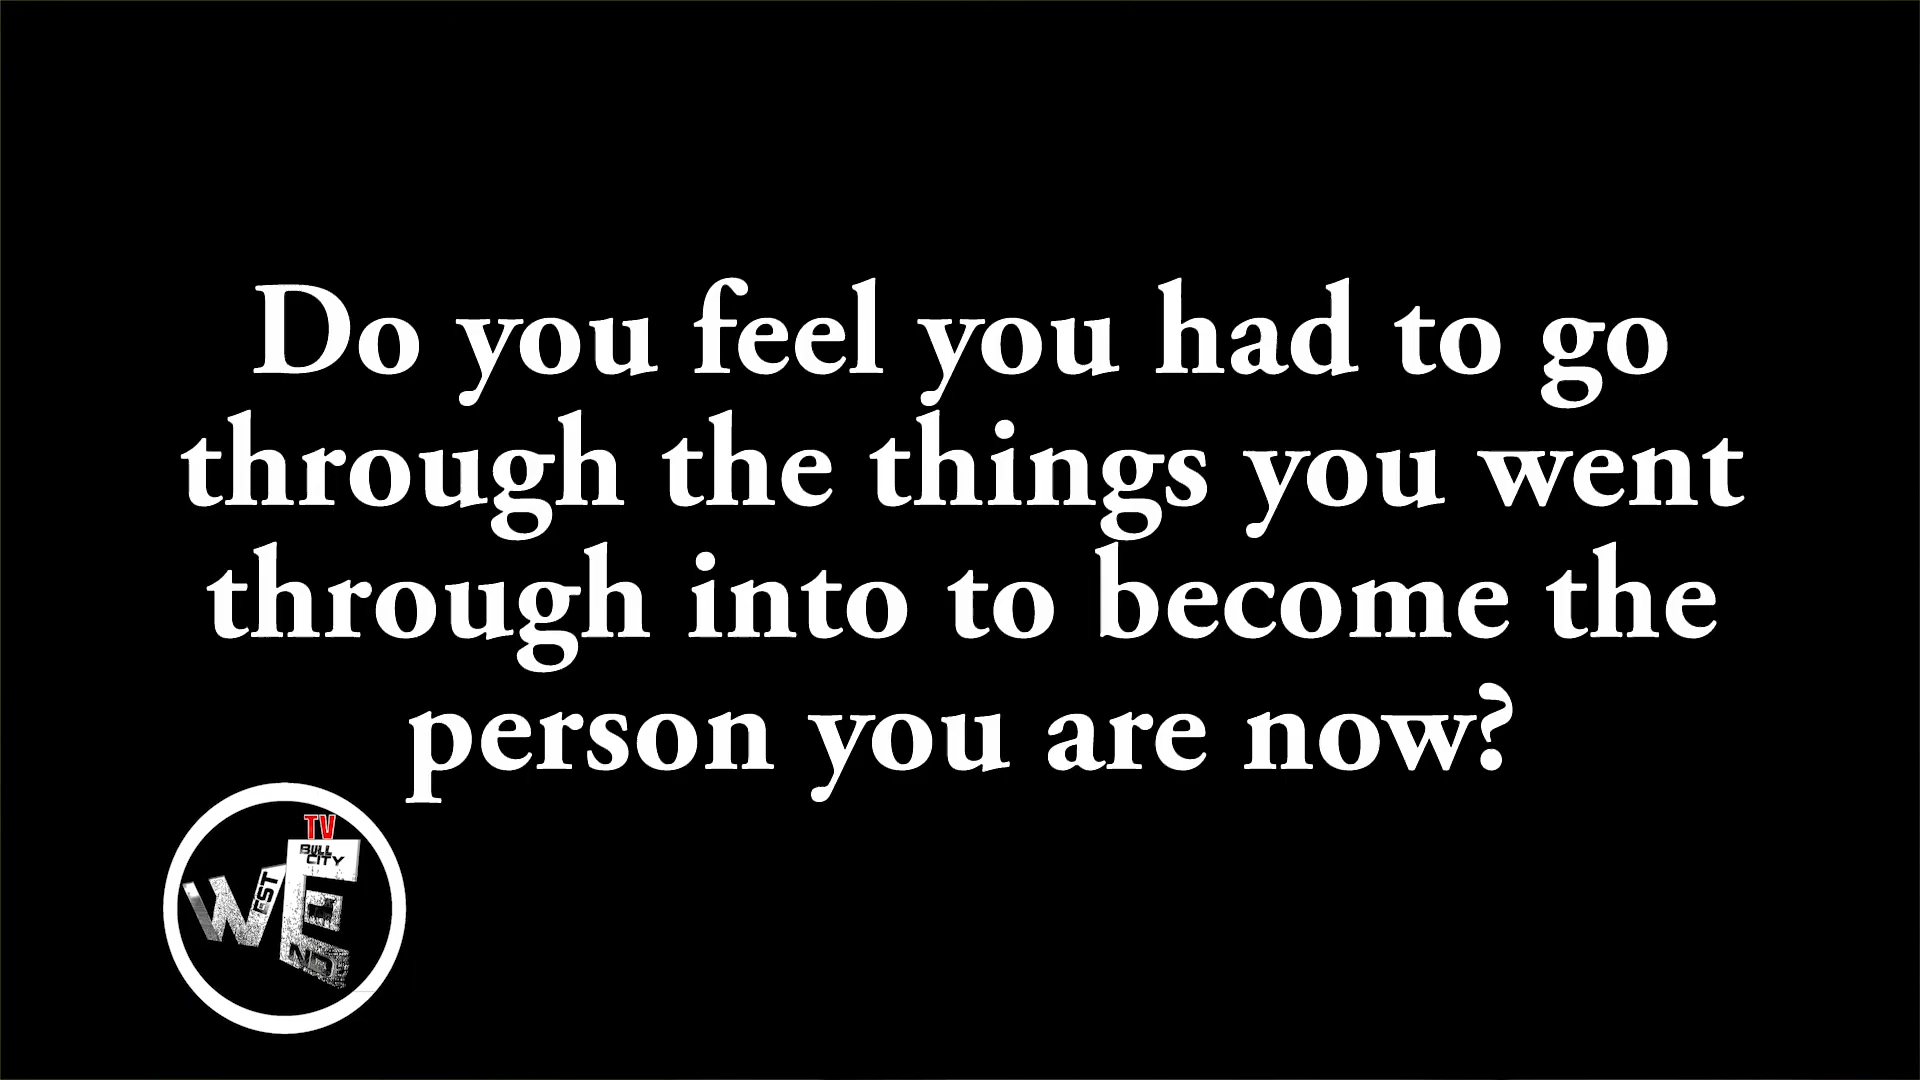 Do you feel you had to go
through the things you went
through into to become the
person you are now?
TV
BULL
CITY
WEST
END